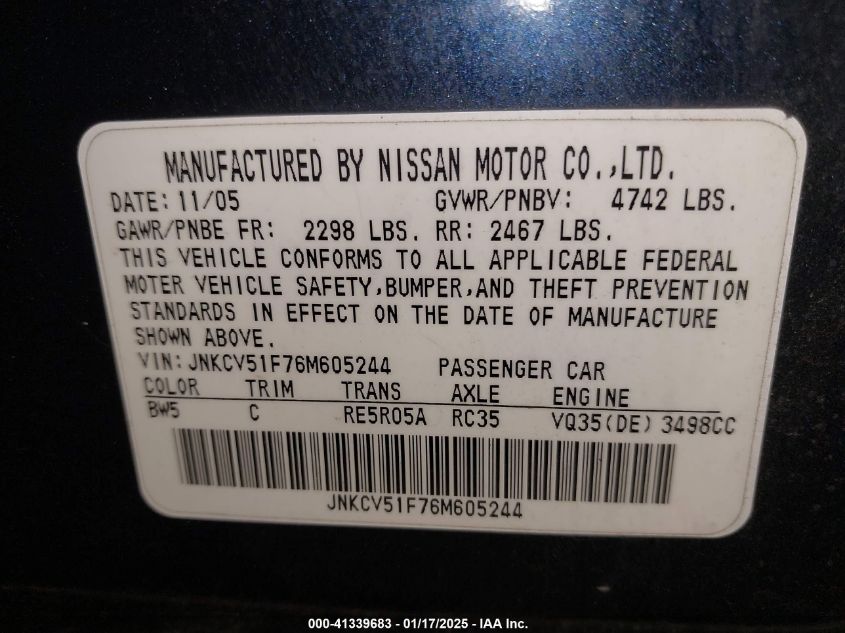 MANUFACTURED BY NISSAN MOTOR CO.,LTD.
DATE: 11/05 GVWR/PNBV: 4742 LBS.
GAWR/PNBE FR: 2298 LBS. RR: 2467 LBS.
THIS VEHICLE CONFORMS TO ALL APPLICABLE FEDERAL
MOTER VEHICLE SAFETY,BUMPER,AND THEFT PREVENTION
STANDARDS IN EFFECT ON THE DATE OF MANUFACTURE
SHOWN ABOVE.
VIN: JNKCV51F76M605244 PASSENGER CAR
COLOR TRIM TRANS AXLE ENGINE
BW5 C RE5R05A RC35 VQ35(DE) 3498CC
JNKCV51F76M605244
000-41339683 - 01/17/2025 - IAA Inc.